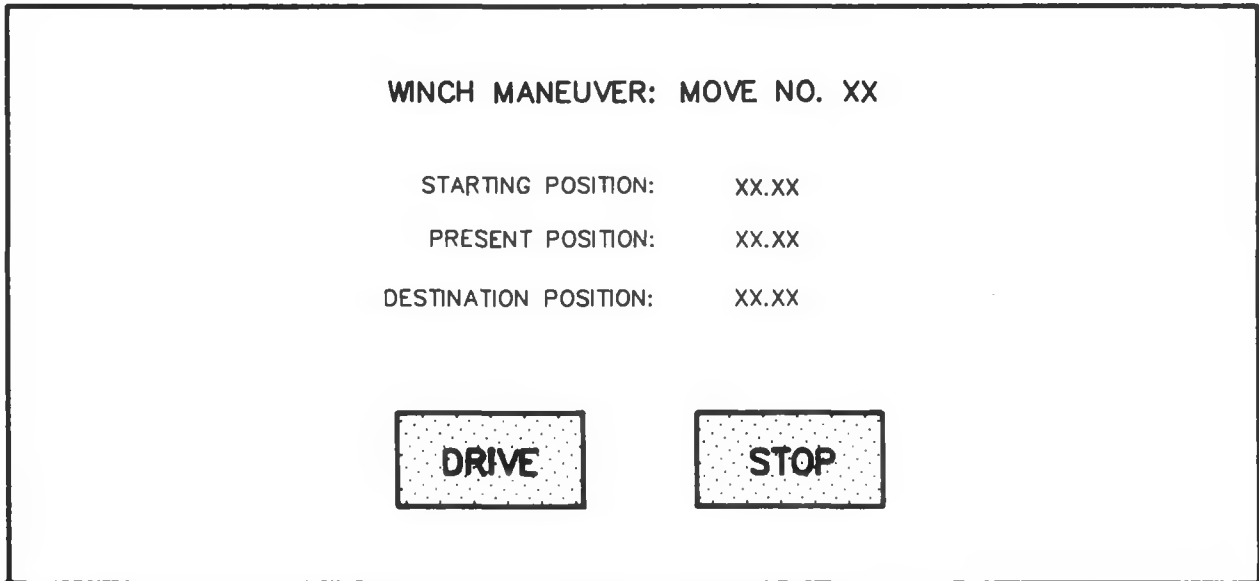 WINCH MANEUVER: MOVE NO. XX
STARTING POSITION: XX.XX
PRESENT POSITION: XX.XX
DESTINATION POSITION: XX.XX
DRIVE STOP